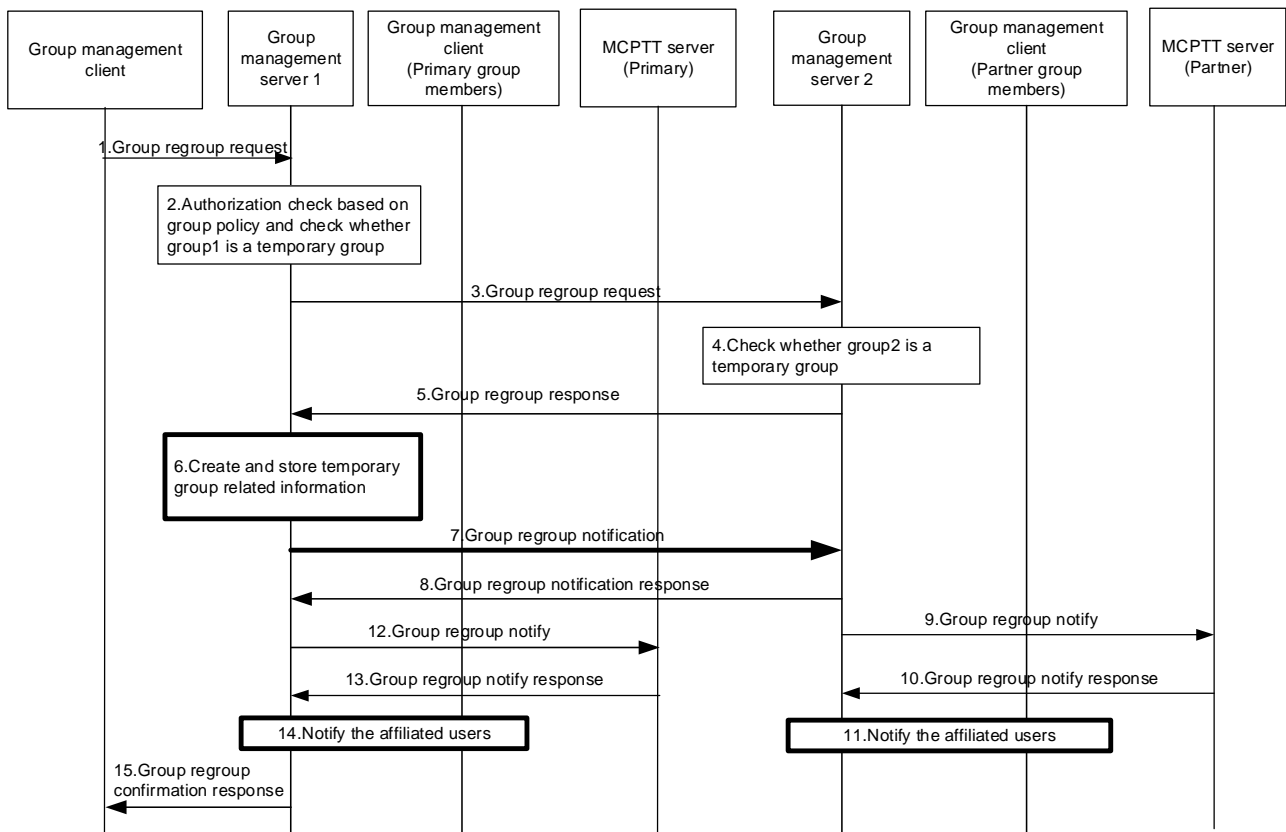 Group management
client
Group
management
server 1
Group management
client
(Primary group
members)
MCPTT server
(Primary)
Group
management
server 2
Group management
client
(Partner group
members)
MCPTT server
(Partner)
1.Group regroup request
2.Authorization check based on
group policy and check whether
group1 is a temporary group
3.Group regroup request
4.Check whether group2 is a
temporary group
5.Group regroup response
6.Create and store temporary
group related information
7.Group regroup notification
8.Group regroup notification response
9.Group regroup notify
12.Group regroup notify
10.Group regroup notify response
13.Group regroup notify response
14.Notify the affiliated users
11.Notify the affiliated users
15.Group regroup
confirmation response